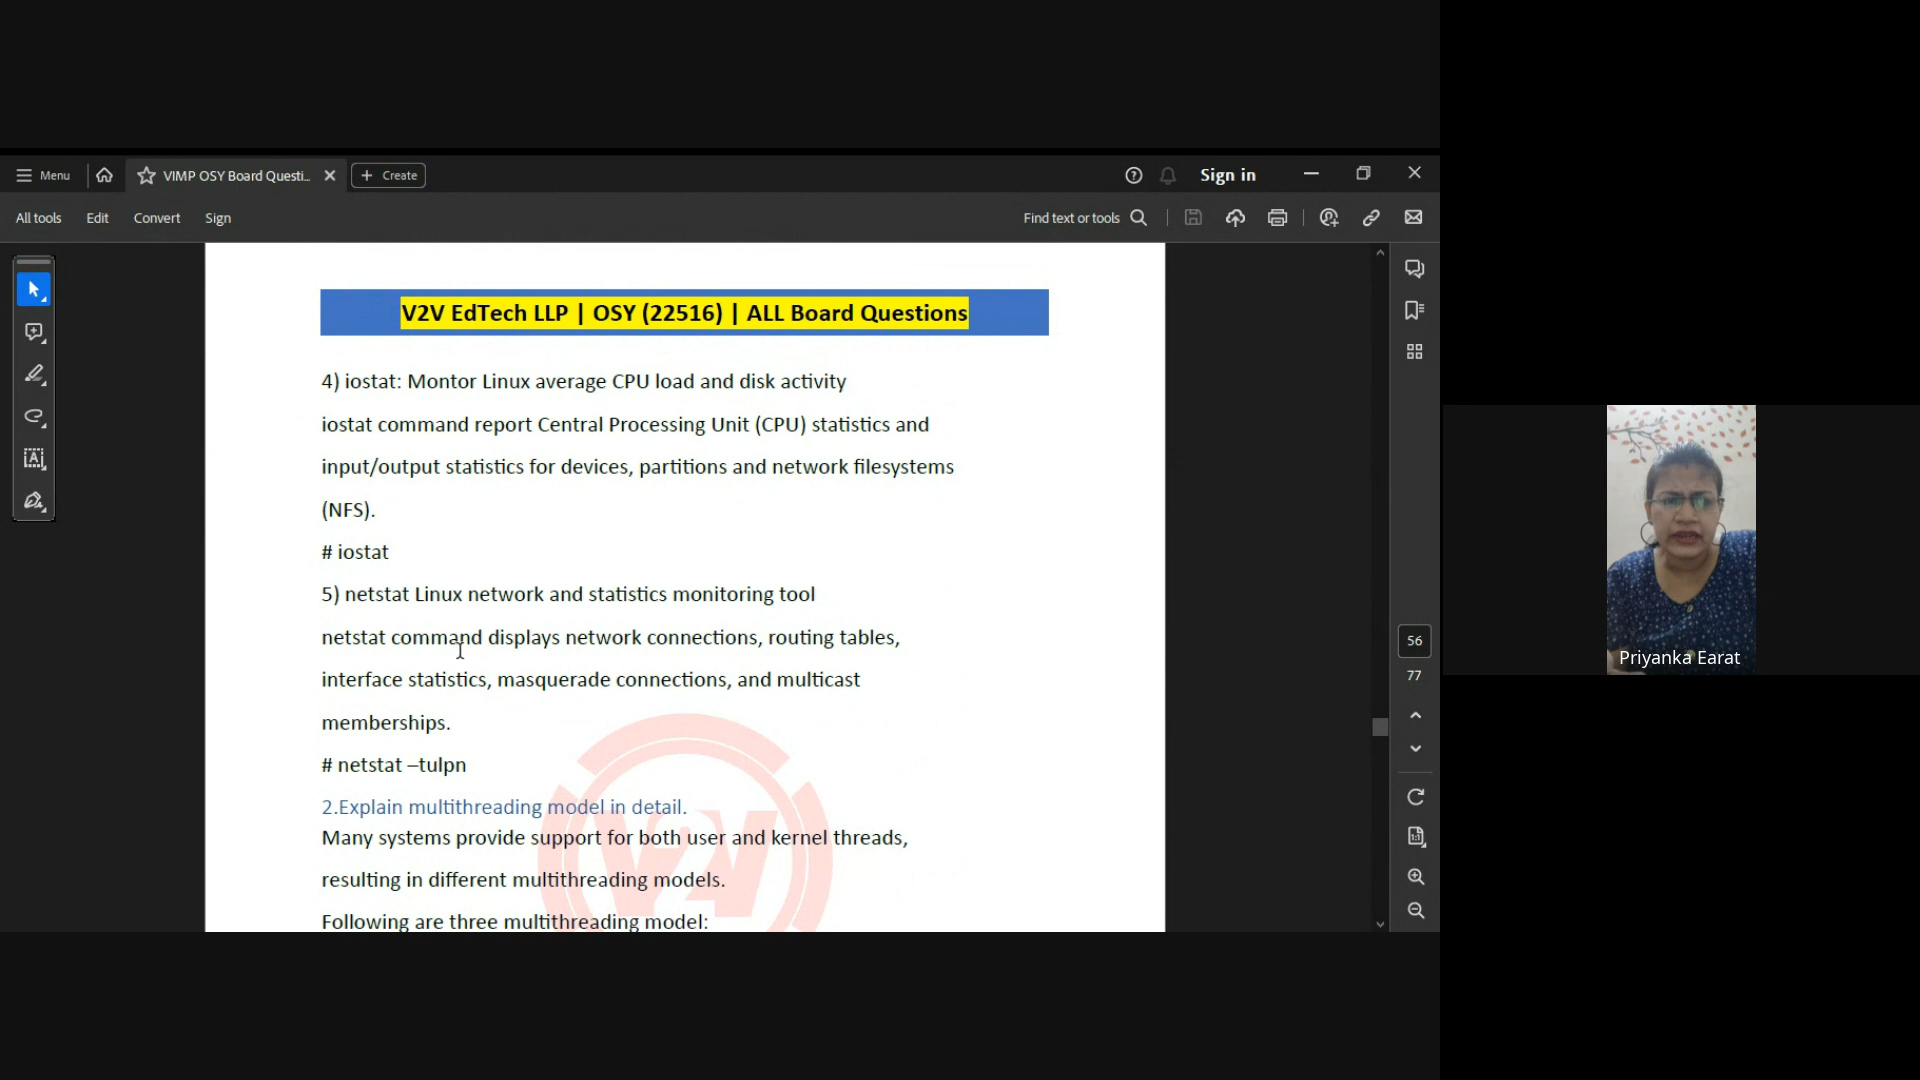 Menu
VIMP OSY Board Questi...
Create
Sign in
All tools
Edit
Convert
Sign
Find text or tools
V2V EdTech LLP | OSY (22516) | ALL Board Questions
4) iostat: Montor Linux average CPU load and disk activity
iostat command report Central Processing Unit (CPU) statistics and
input/output statistics for devices, partitions and network filesystems
(NFS).
# iostat
5) netstat Linux network and statistics monitoring tool
netstat command displays network connections, routing tables,
interface statistics, masquerade connections, and multicast
memberships.
# netstat –tulpn
2.Explain multithreading model in detail.
Many systems provide support for both user and kernel threads,
resulting in different multithreading models.
Following are three multithreading model:
V2V
56
77
1:1
Priyanka Earat